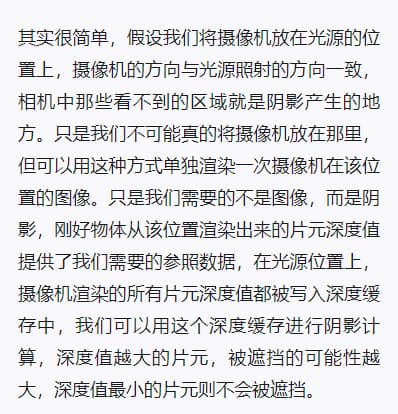 其实很简单，假设我们将摄像机放在光源的位
置上，摄像机的方向与光源照射的方向一致，
相机中那些看不到的区域就是阴影产生的地
方。只是我们不可能真的将摄像机放在那里，
但可以用这种方式单独渲染一次摄像机在该位
置的图像。只是我们需要的不是图像，而是阴
影，刚好物体从该位置渲染出来的片元深度值
提供了我们需要的参照数据，在光源位置上，
摄像机渲染的所有片元深度值都被写入深度缓
存中，我们可以用这个深度缓存进行阴影计
算，深度值越大的片元，被遮挡的可能性越
大，深度值最小的片元则不会被遮挡。